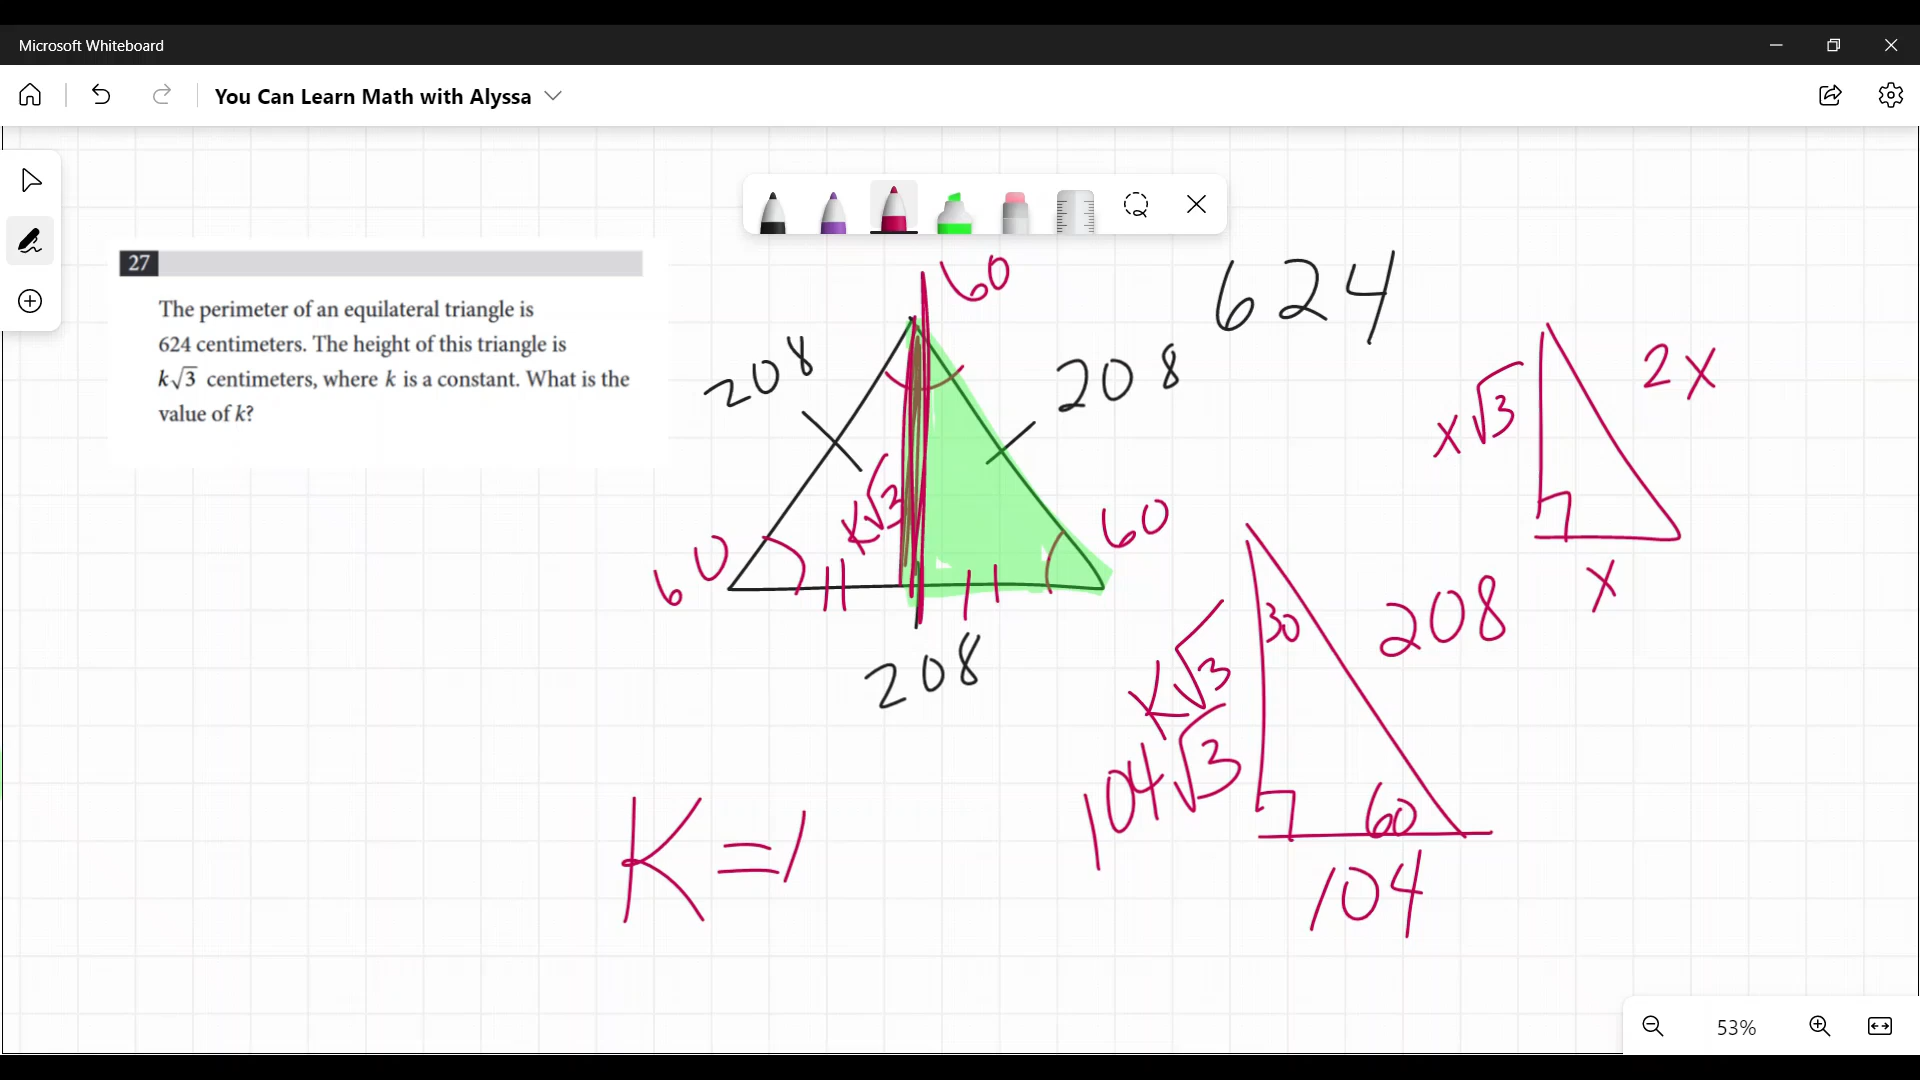 Microsoft Whiteboard
You Can Learn Math with Alyssa
27
The perimeter of an equilateral triangle is
624 centimeters. The height of this triangle is
k√3 centimeters, where k is a constant. What is the
value of k?
60
624
208
208
2x
x√3
x
K√3
60
60
208
30
208
K√3
104√3
60
104
K=1
53%